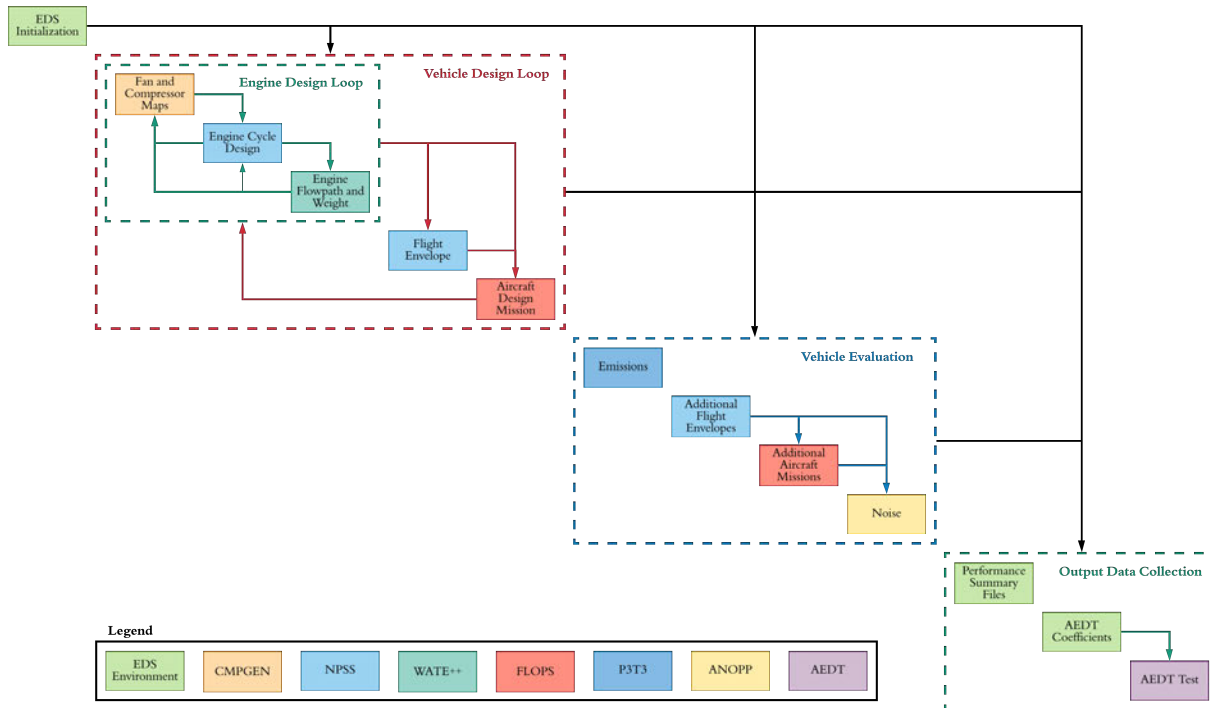 EDS
Initialization
Vehicle Design Loop
Engine Design Loop
Fan and
Compressor
Maps
Engine Cycle
Design
Engine
Flowpath and
Weight
Flight
Envelope
Aircraft
Design
Mission
Vehicle Evaluation
Emissions
Additional
Flight
Envelopes
Additional
Aircraft
Missions
Noise
Output Data Collection
Performance
Summary
Files
AEDT
Coefficients
AEDT Test
Legend
EDS
Environment
CMPGEN
NPSS
WATE++
FLOPS
P3T3
ANOPP
AEDT